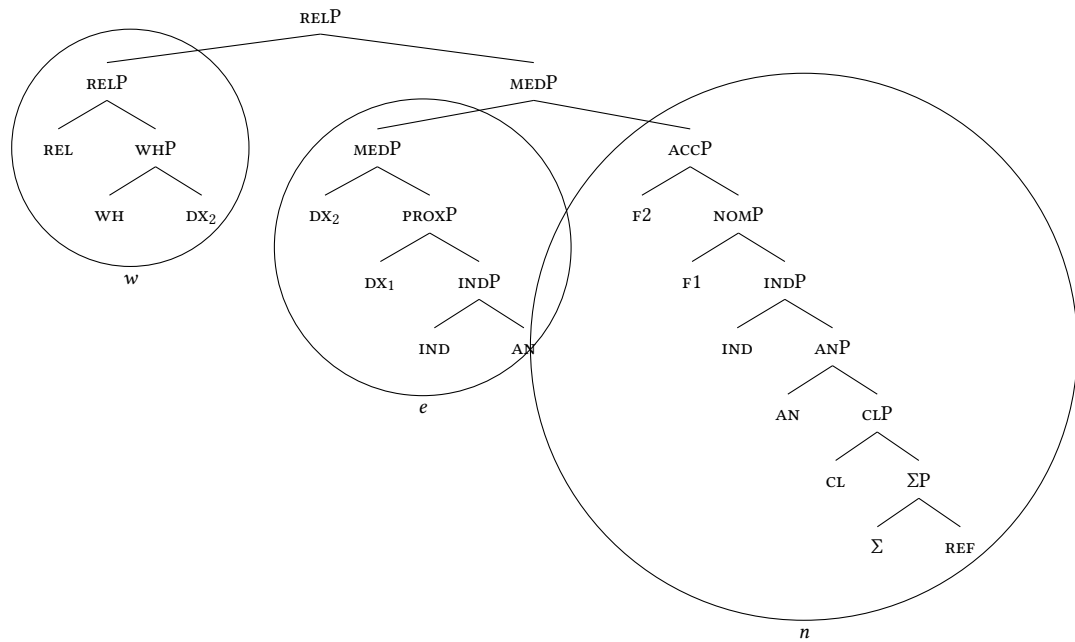 RELP
RELP MEDP
REL WHP MEDP ACCP
WH DX₂ DX₂ PROXP F2 NOMP
w DX₁ INDP F1 INDP
IND AN IND ANP
e AN CLP
CL ΣP
Σ REF
n